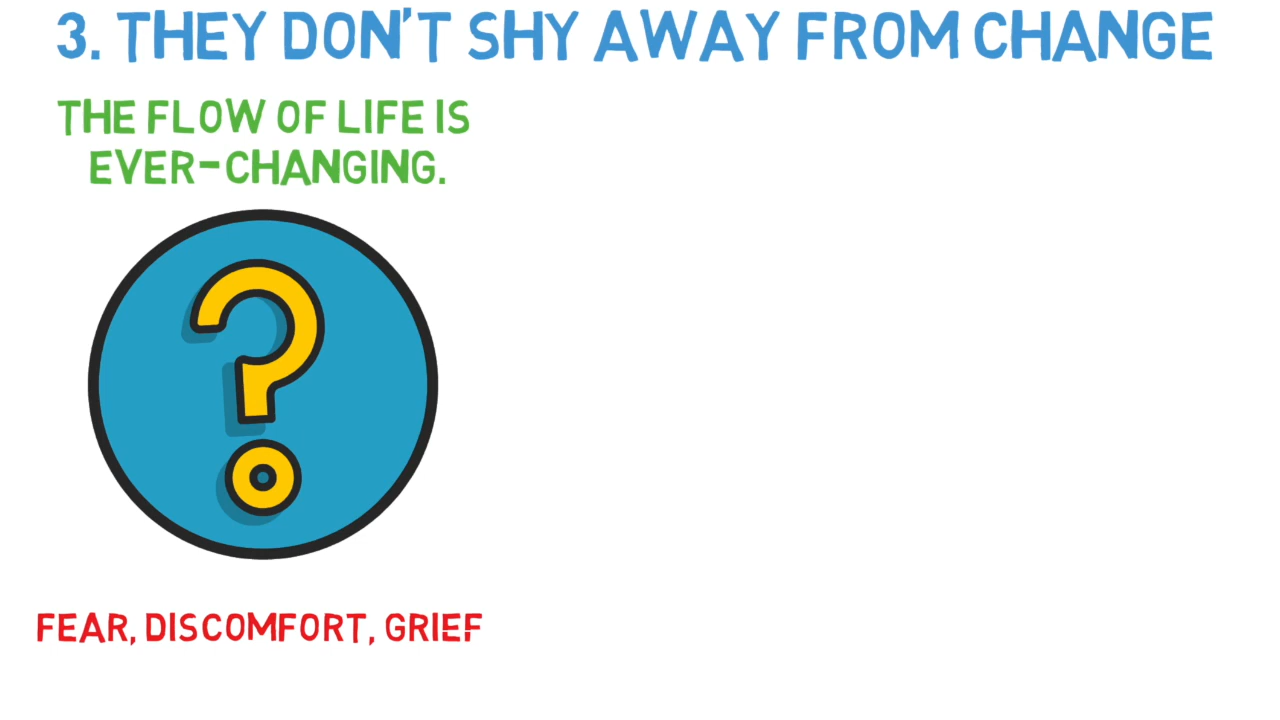 3. THEY DON'T SHY AWAY FROM CHANGE
THE FLOW OF LIFE IS
EVER-CHANGING.
?
FEAR, DISCOMFORT, GRIEF